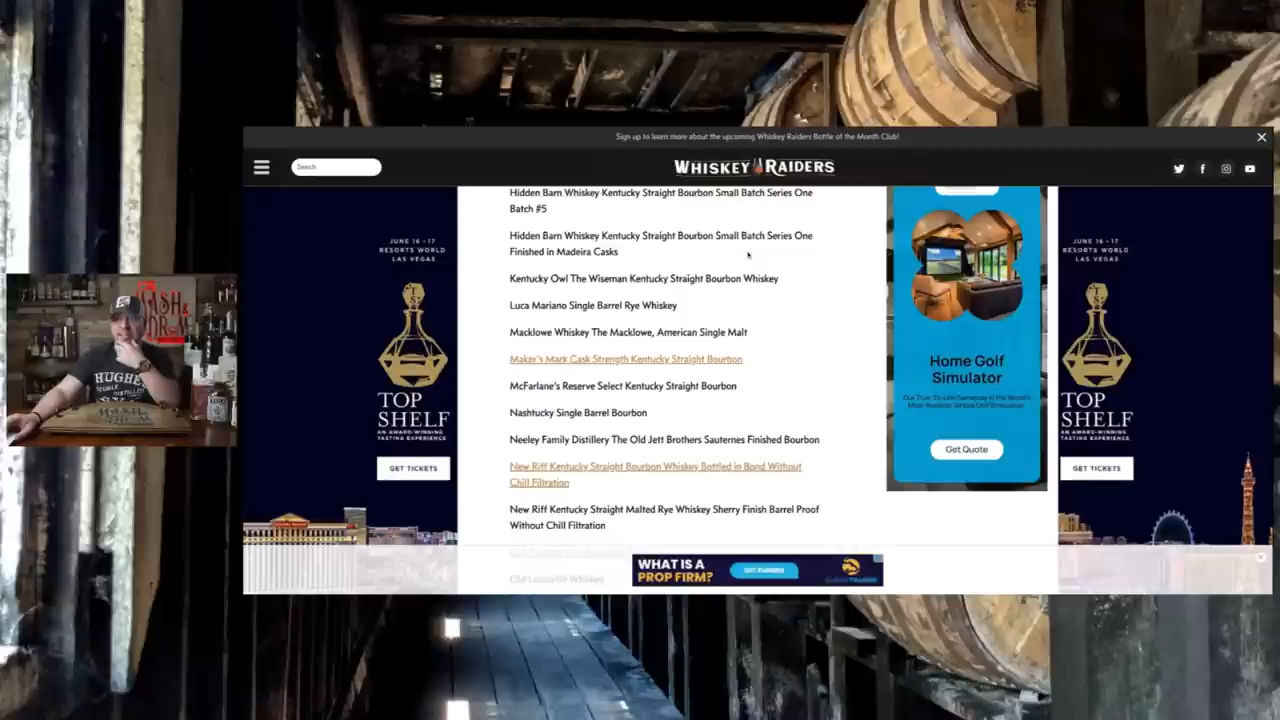 Sign up to learn more about the upcoming Whiskey Raiders Bottle of the Month Club!
Search
WHISKEY RAIDERS
Hidden Barn Whiskey Kentucky Straight Bourbon Small Batch Series One
Batch #5
Hidden Barn Whiskey Kentucky Straight Bourbon Small Batch Series One
Finished in Madeira Casks
Kentucky Owl The Wiseman Kentucky Straight Bourbon Whiskey
Luca Mariano Single Barrel Rye Whiskey
Macklowe Whiskey The Macklowe, American Single Malt
Maker's Mark Cask Strength Kentucky Straight Bourbon
McFarlane's Reserve Select Kentucky Straight Bourbon
Nashtucky Single Barrel Bourbon
Neeley Family Distillery The Old Jett Brothers Sauternes Finished Bourbon
New Riff Kentucky Straight Bourbon Whiskey Bottled in Bond Without
Chill Filtration
New Riff Kentucky Straight Malted Rye Whiskey Sherry Finish Barrel Proof
Without Chill Filtration
Old Louisville Whiskey
JUNE 16 - 17
RESORTS WORLD
LAS VEGAS
TOP
SHELF
AN AWARD-WINNING
TASTING EXPERIENCE
GET TICKETS
Home Golf
Simulator
Get Quote
JUNE 16 - 17
RESORTS WORLD
LAS VEGAS
TOP
SHELF
AN AWARD-WINNING
TASTING EXPERIENCE
GET TICKETS
WHAT IS A
PROP FIRM?
GET FUNDED
MASH &
DRUM
HUGHES